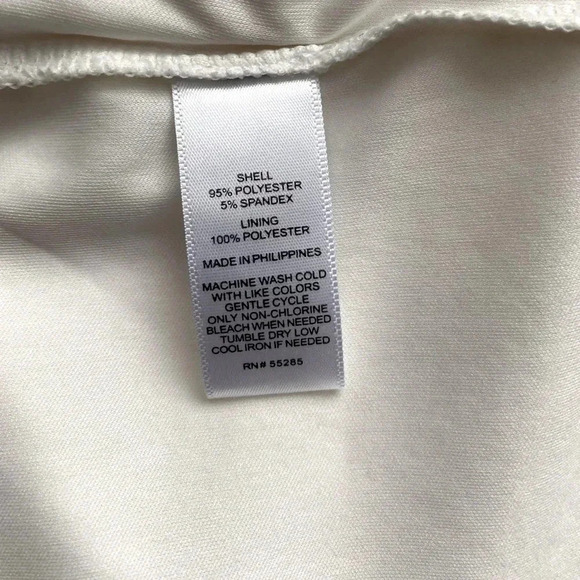 SHELL
95% POLYESTER
5% SPANDEX
LINING
100% POLYESTER
MADE IN PHILIPPINES
MACHINE WASH COLD
WITH LIKE COLORS
GENTLE CYCLE
ONLY NON-CHLORINE
BLEACH WHEN NEEDED
TUMBLE DRY LOW
COOL IRON IF NEEDED
RN# 55285